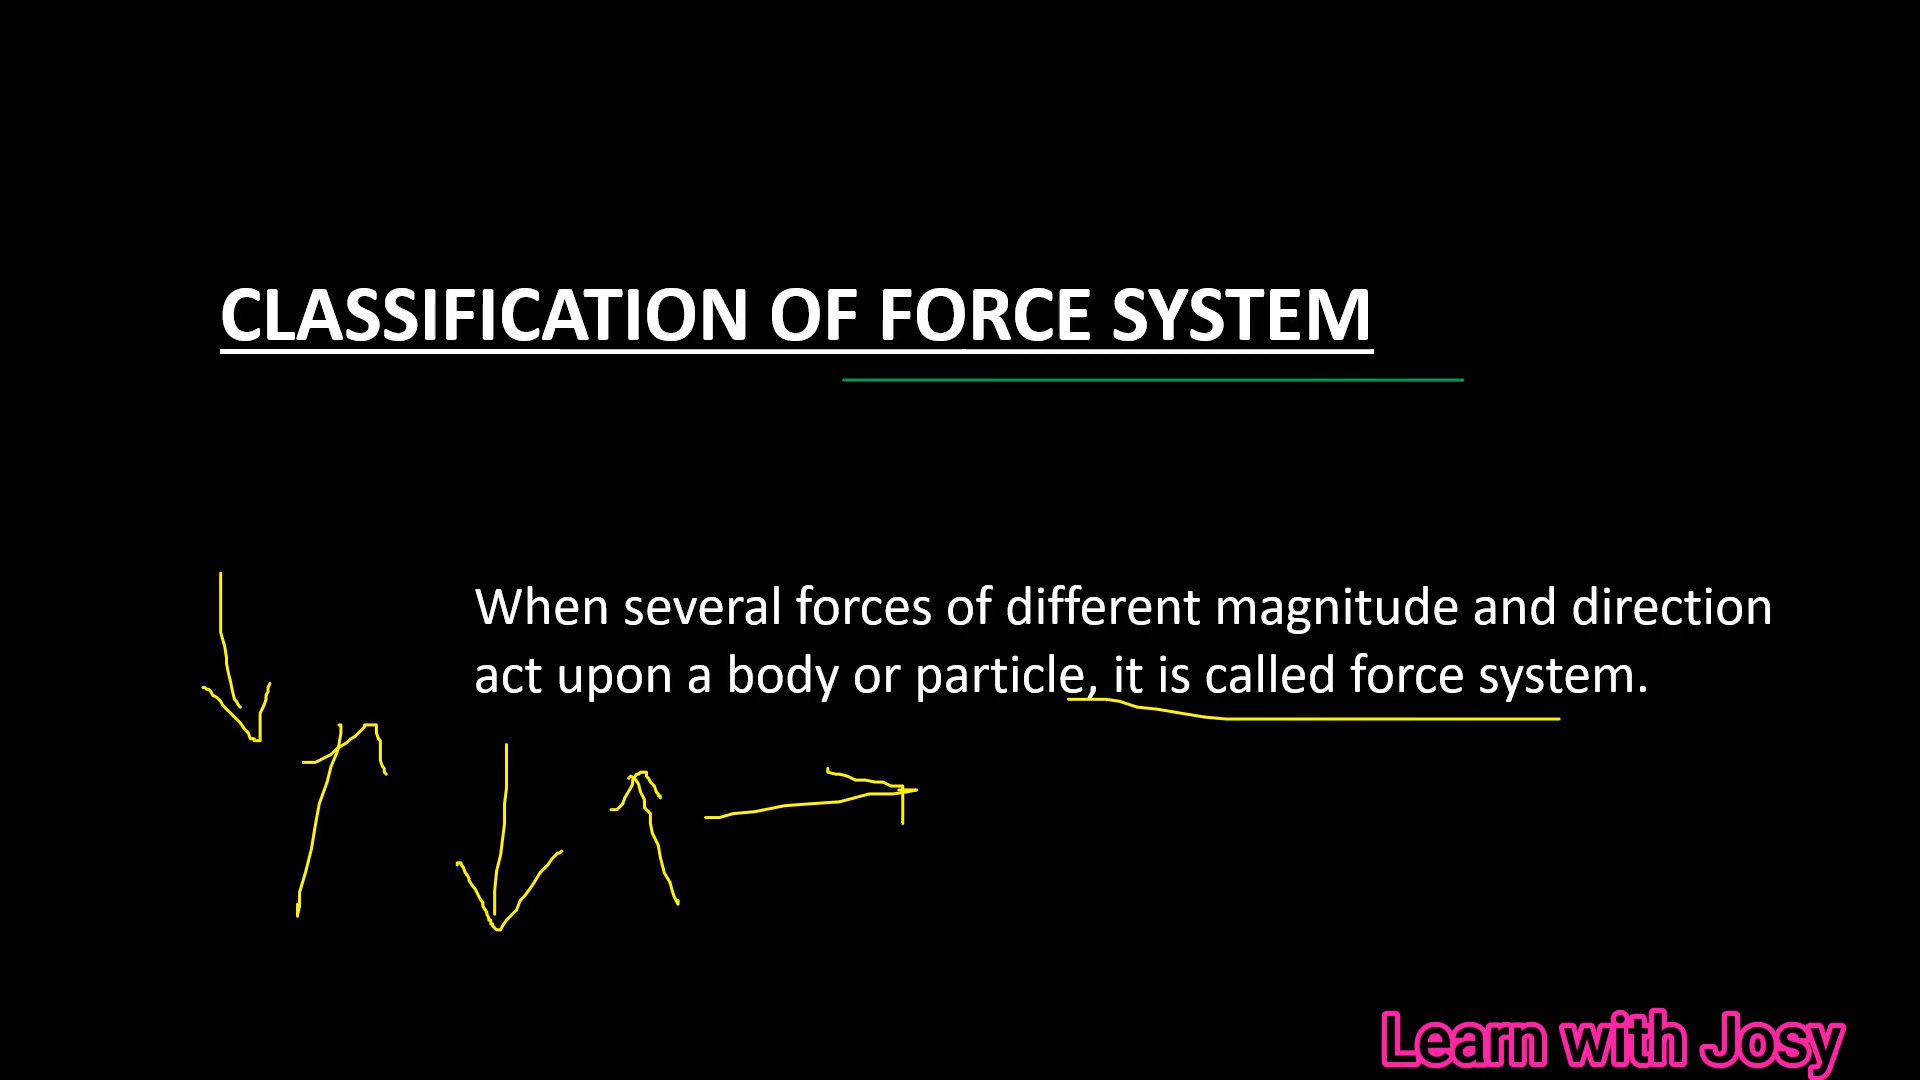 CLASSIFICATION OF FORCE SYSTEM
When several forces of different magnitude and direction
act upon a body or particle, it is called force system.
Learn with Josy